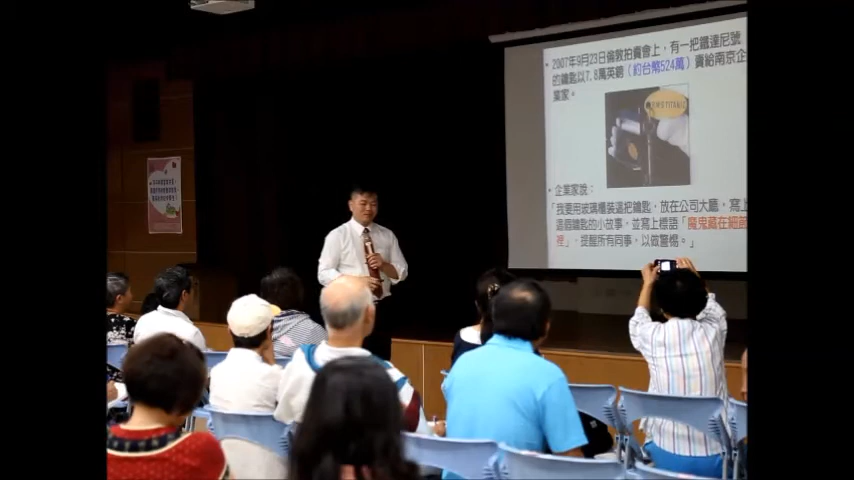 2007年9月23日倫敦拍賣會上，有一把鐵達尼號
的鑰匙以7.8萬英鎊（約台幣524萬）賣給南京企
業家。
企業家說：
「我要用玻璃櫃裝這把鑰匙，放在公司大廳，寫上
這個鑰匙的小故事，並寫上標語「魔鬼藏在細節
裡」，提醒所有同事，以做警惕。」